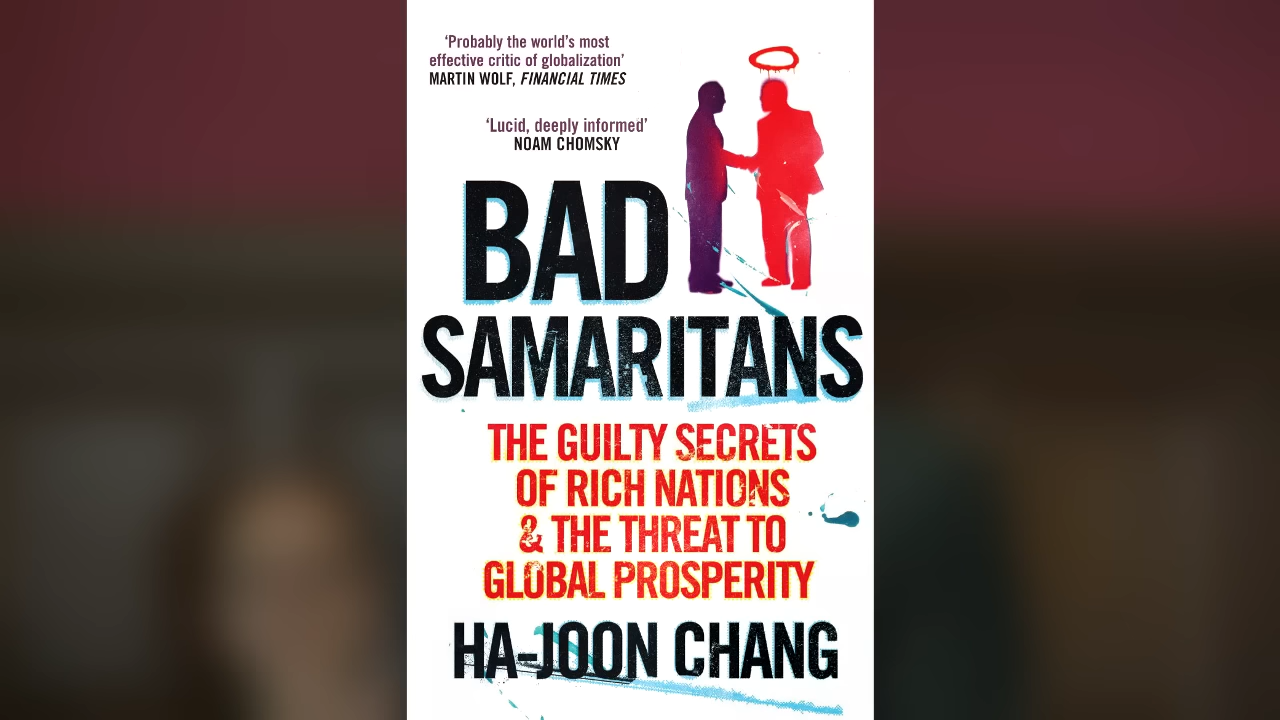 ‘Probably the world’s most
effective critic of globalization’
MARTIN WOLF, FINANCIAL TIMES
‘Lucid, deeply informed’
NOAM CHOMSKY
BAD
SAMARITANS
THE GUILTY SECRETS
OF RICH NATIONS
& THE THREAT TO
GLOBAL PROSPERITY
HA-JOON CHANG